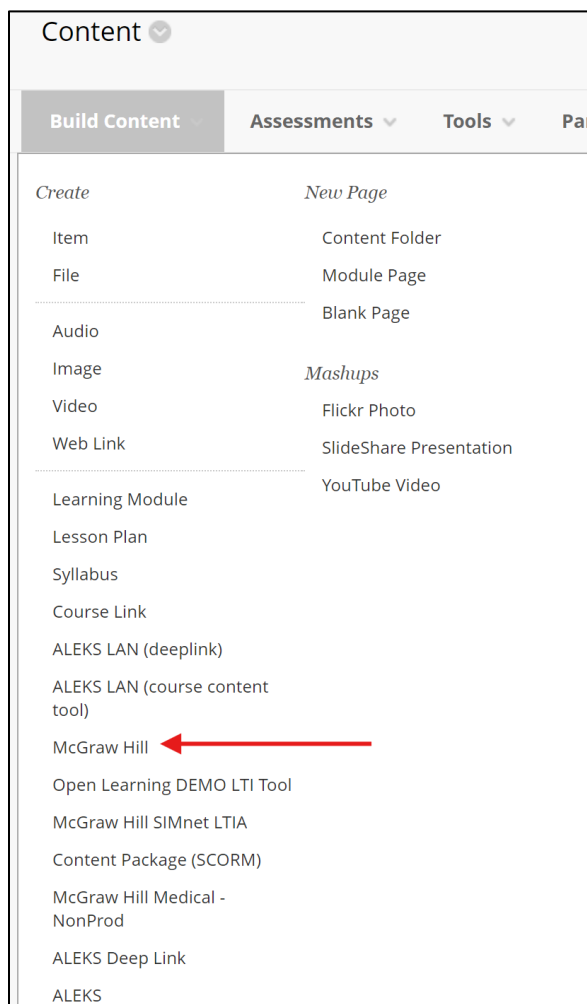 Content
Build Content
Assessments
Tools
Create
Item
File
Audio
Image
Video
Web Link
Learning Module
Lesson Plan
Syllabus
Course Link
ALEKS LAN (deeplink)
ALEKS LAN (course content
tool)
McGraw Hill
Open Learning DEMO LTI Tool
McGraw Hill SIMnet LTIA
Content Package (SCORM)
McGraw Hill Medical -
NonProd
ALEKS Deep Link
ALEKS
New Page
Content Folder
Module Page
Blank Page
Mashups
Flickr Photo
SlideShare Presentation
YouTube Video